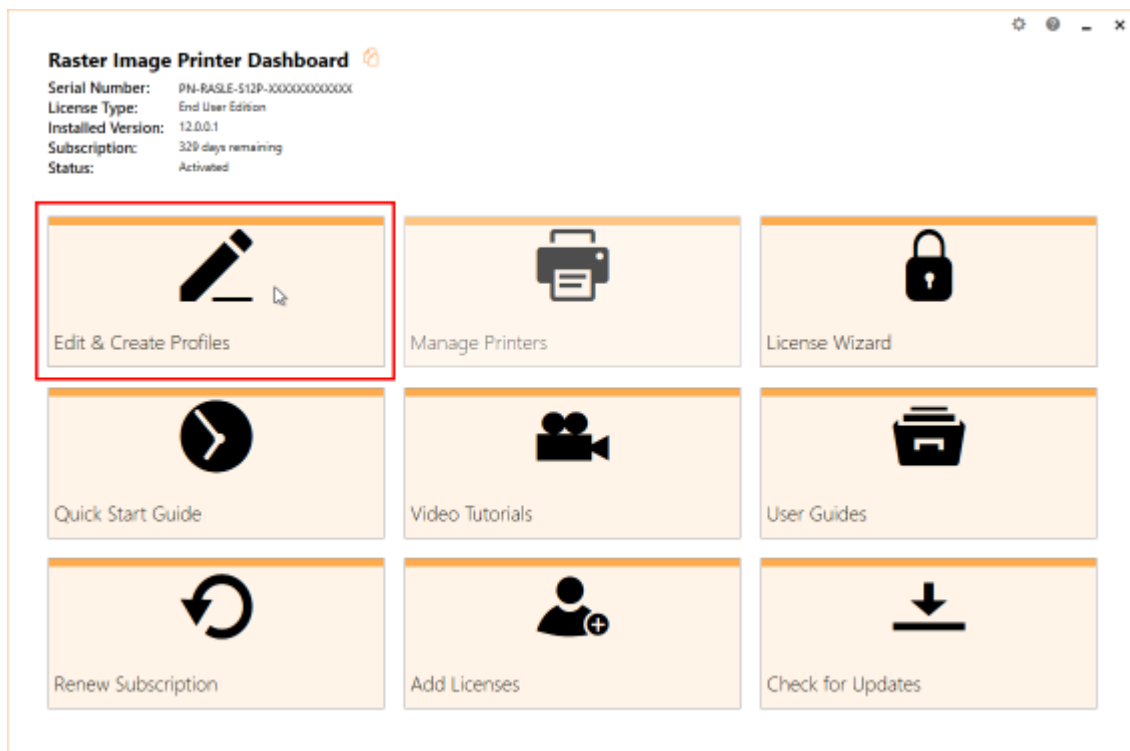 Raster Image Printer Dashboard
Serial Number: PN-RASLE-S12P-XXXXXXXXXXXX
License Type: End User Edition
Installed Version: 12.0.0.1
Subscription: 329 days remaining
Status: Activated
Edit & Create Profiles
Manage Printers
License Wizard
Quick Start Guide
Video Tutorials
User Guides
Renew Subscription
Add Licenses
Check for Updates